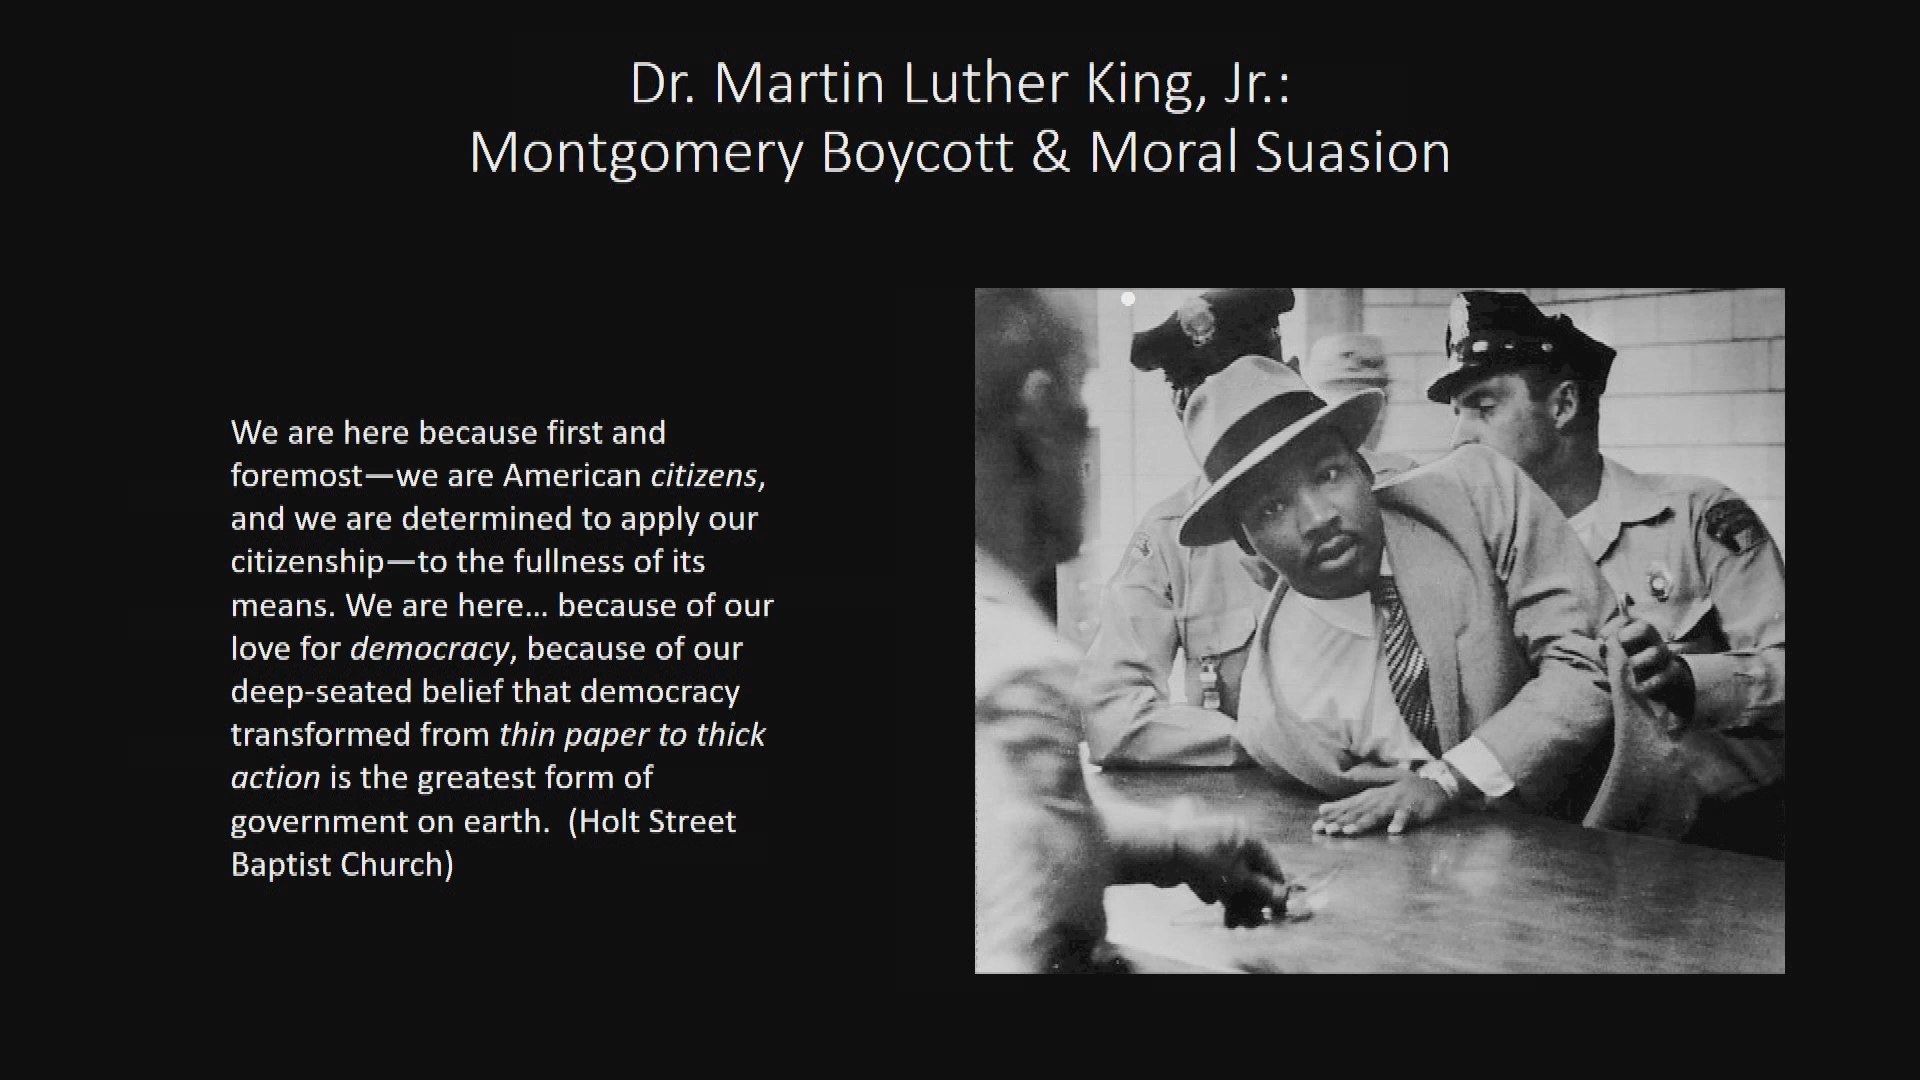 Dr. Martin Luther King, Jr.:
Montgomery Boycott & Moral Suasion
We are here because first and
foremost—we are American citizens,
and we are determined to apply our
citizenship—to the fullness of its
means. We are here... because of our
love for democracy, because of our
deep-seated belief that democracy
transformed from thin paper to thick
action is the greatest form of
government on earth.  (Holt Street
Baptist Church)